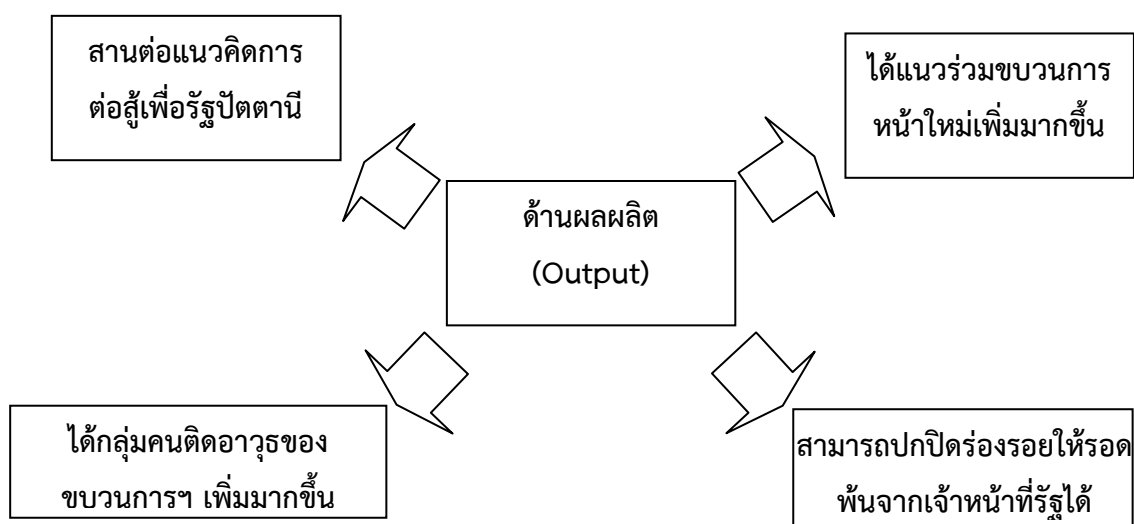 สานต่อแนวคิดการ
ต่อสู้เพื่อรัฐปัตตานี
ได้แนวร่วมขบวนการ
หน้าใหม่เพิ่มมากขึ้น
ด้านผลผลิต
(Output)
ได้กลุ่มคนติดอาวุธของ
ขบวนการฯ เพิ่มมากขึ้น
สามารถปกปิดร่องรอยให้รอด
พ้นจากเจ้าหน้าที่รัฐได้